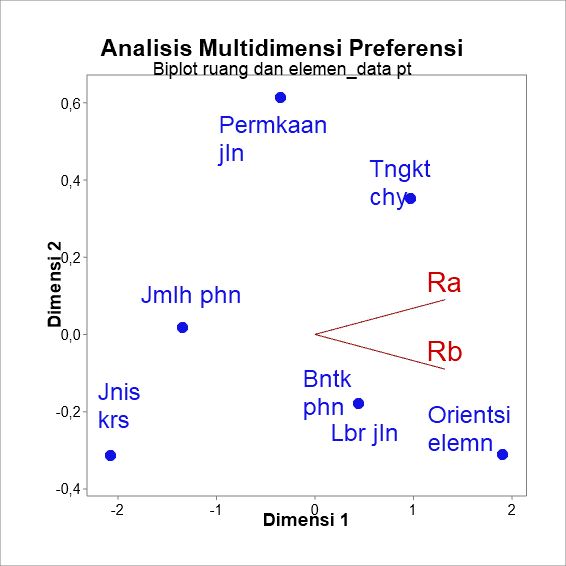 Analisis Multidimensi Preferensi
Biplot ruang dan elemen_data pt
0,6
Permkaan
jln
0,4
Tngkt
chy
0,2
Dimensi 2
Ra
Jmlh phn
0,0
Rb
Jnis
krs
Bntk
phn
-0,2
Orientsi
elemn
Lbr jln
-0,4
-2
-1
0
1
2
Dimensi 1